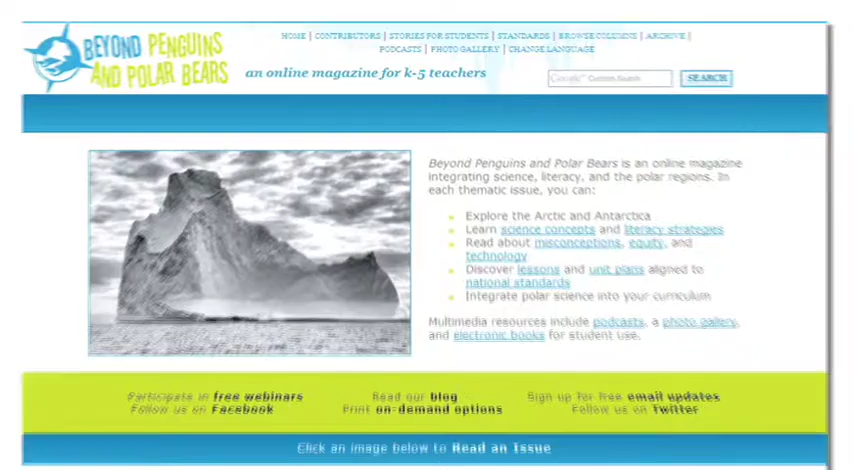 BEYOND PENGUINS
AND POLAR BEARS
HOME | CONTRIBUTORS | STORIES FOR STUDENTS | STANDARDS | BROWSE COLUMNS | ARCHIVE |
PODCASTS | PHOTO GALLERY | CHANGE LANGUAGE
an online magazine for k-5 teachers
Google™ Custom Search
SEARCH
Beyond Penguins and Polar Bears is an online magazine
integrating science, literacy, and the polar regions. In
each thematic issue, you can:
Explore the Arctic and Antarctica
Learn science concepts and literacy strategies
Read about misconceptions, equity, and
technology
Discover lessons and unit plans aligned to
national standards
Integrate polar science into your curriculum
Multimedia resources include podcasts, a photo gallery,
and electronic books for student use.
Participate in free webinars
Follow us on Facebook
Read our blog
Print on-demand options
Sign up for free email updates
Follow us on Twitter
Click an image below to Read an Issue